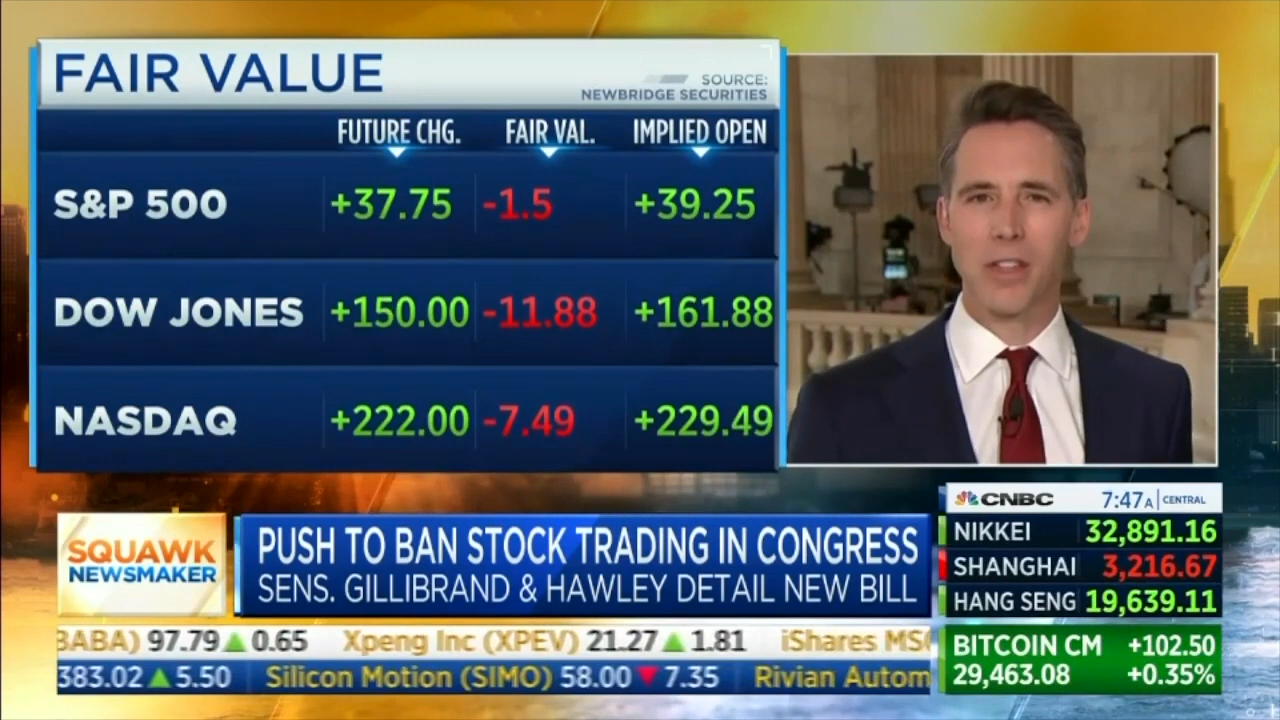 FAIR VALUE
SOURCE:
NEWBRIDGE SECURITIES
FUTURE CHG. FAIR VAL. IMPLIED OPEN
S&P 500 +37.75 -1.5 +39.25
DOW JONES +150.00 -11.88 +161.88
NASDAQ +222.00 -7.49 +229.49
SQUAWK
NEWSMAKER
PUSH TO BAN STOCK TRADING IN CONGRESS
SENS. GILLIBRAND & HAWLEY DETAIL NEW BILL
CNBC 7:47A CENTRAL
NIKKEI 32,891.16
SHANGHAI 3,216.67
HANG SENG 19,639.11
BABA) 97.79 0.65 Xpeng Inc (XPEV) 21.27 1.81 iShares MSC
383.02 5.50 Silicon Motion (SIMO) 58.00 7.35 Rivian Autom
BITCOIN CM +102.50
29,463.08 +0.35%